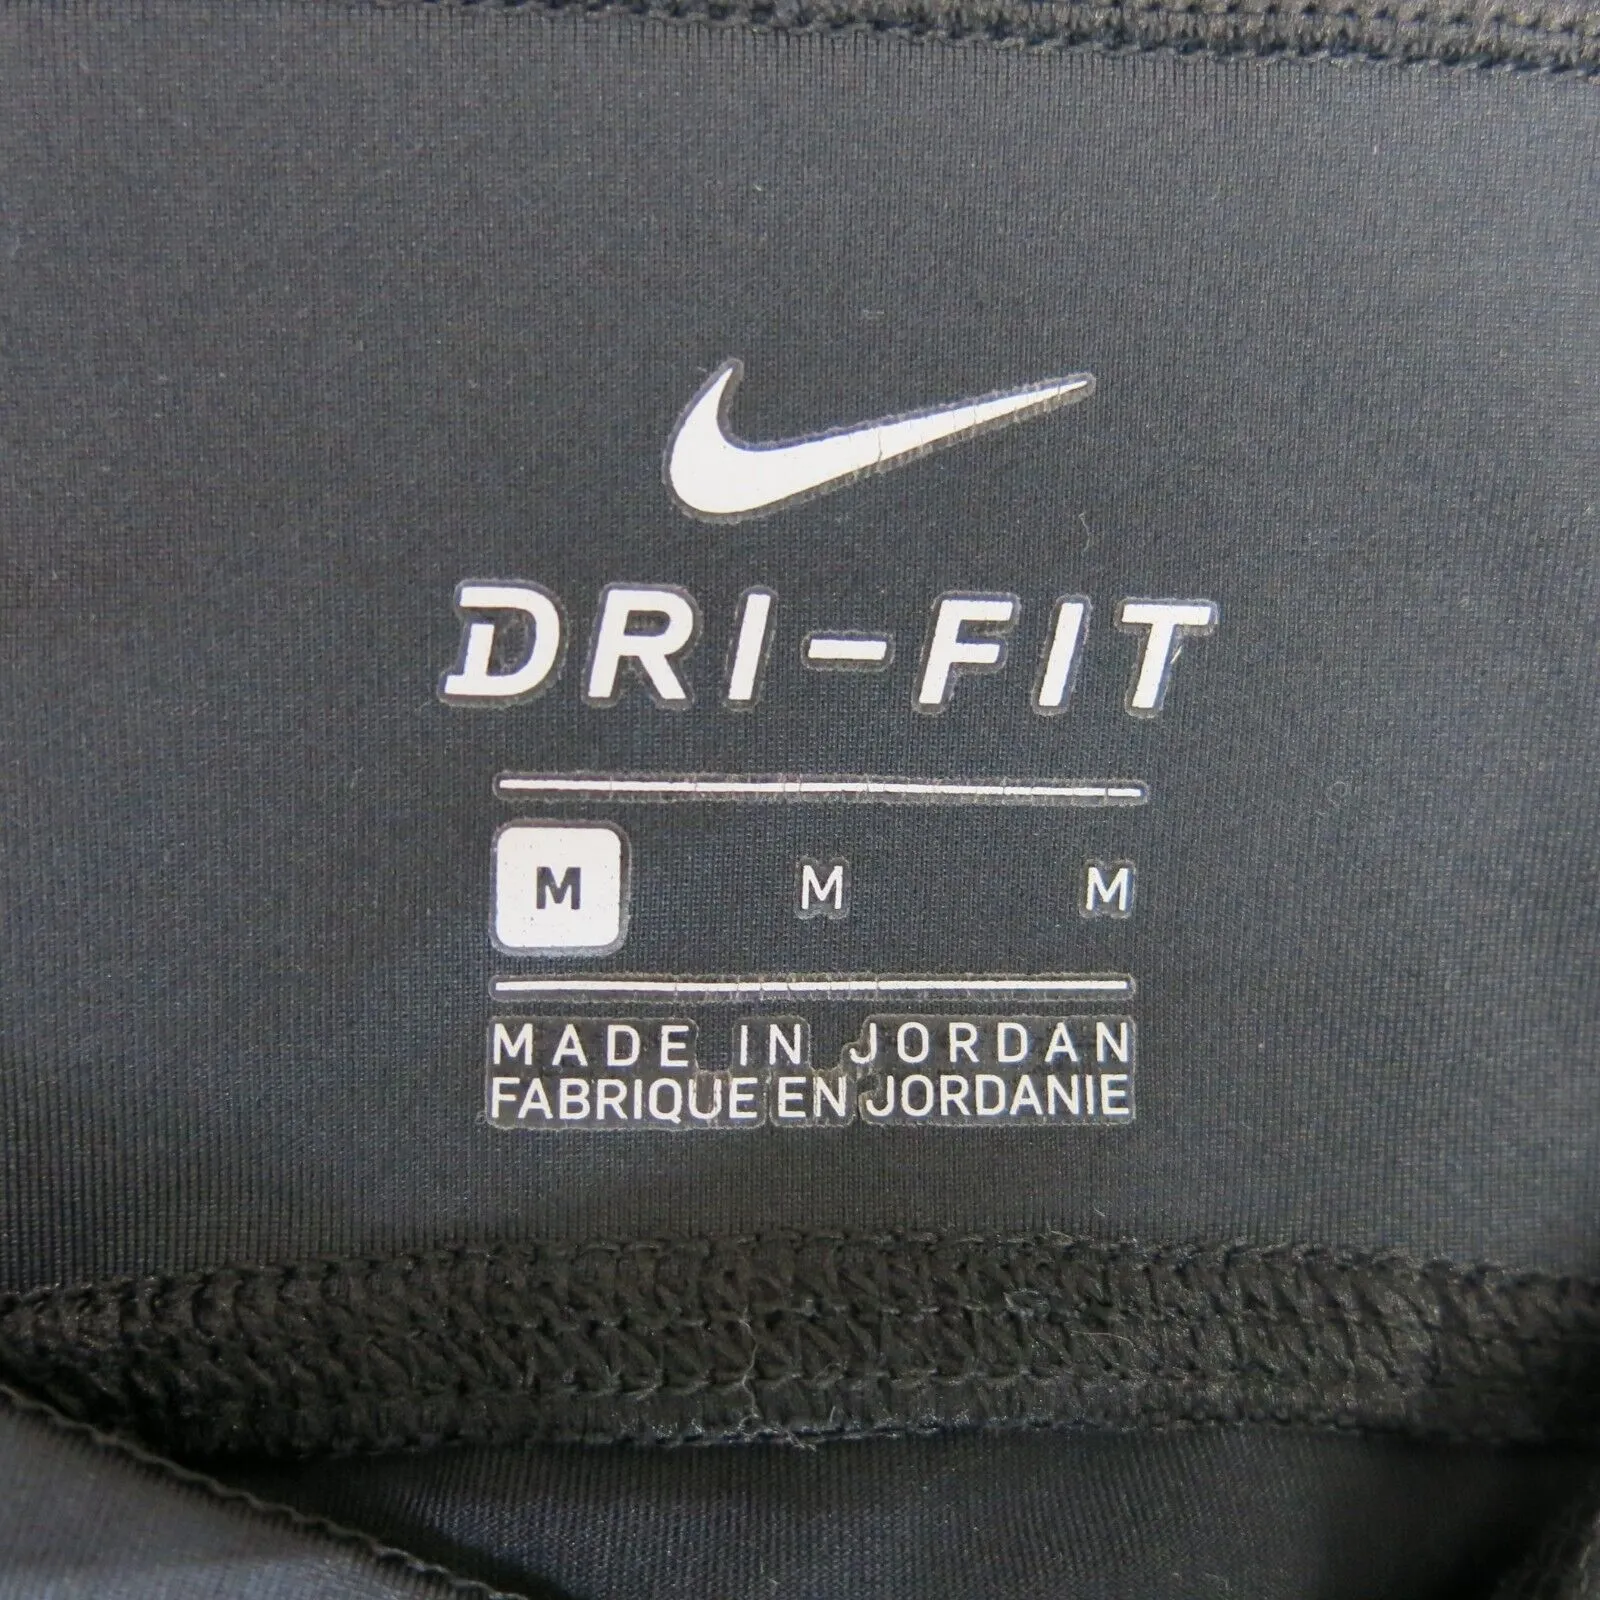 DRI-FIT
M M M
MADE IN JORDAN
FABRIQUE EN JORDANIE